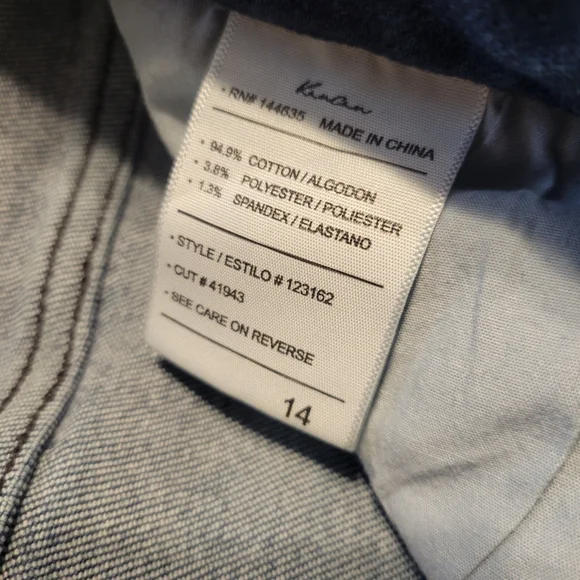 KanCan
• RN# 144635 MADE IN CHINA
• 94.9% COTTON / ALGODON
• 3.8% POLYESTER / POLIESTER
• 1.3% SPANDEX / ELASTANO
• STYLE / ESTILO # 123162
• CUT # 41943
• SEE CARE ON REVERSE
14